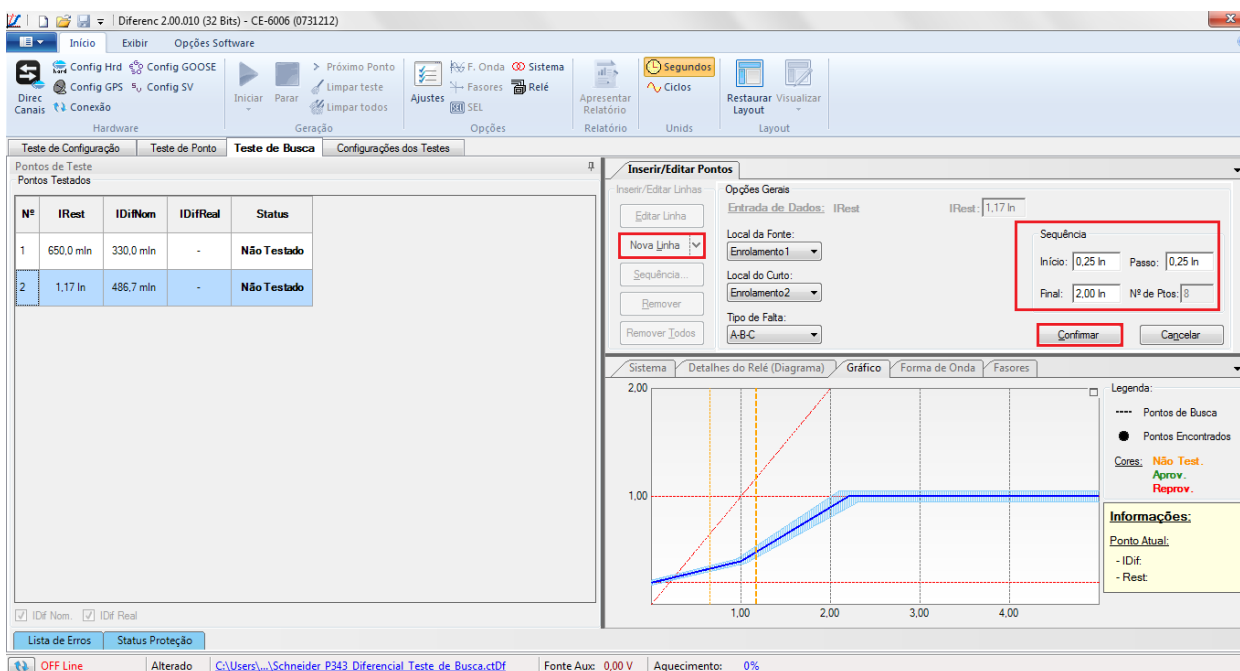 Diferenc 2.00.010 (32 Bits) - CE-6006 (0731212)
Início Exibir Opções Software
Direc Canais
Config Hrd
Config GPS
Conexão
Config GOOSE
Config SV
Hardware
Iniciar
Parar
Próximo Ponto
Limpar teste
Limpar todos
Geração
Ajustes
F. Onda
Fasores
SEL
Sistema
Relé
Opções
Apresentar Relatório
Relatório
Segundos
Ciclos
Unids
Restaurar Layout
Visualizar
Layout
Teste de Configuração Teste de Ponto Teste de Busca Configurações dos Testes
Pontos de Teste
Pontos Testados
Nº IRest IDifNom IDifReal Status
1 650,0 mIn 330,0 mIn - Não Testado
2 1,17 In 486,7 mIn - Não Testado
IDif Nom. IDif Real
Lista de Erros Status Proteção
Inserir/Editar Pontos
Inserir/Editar Linhas
Editar Linha
Nova Linha
Sequência...
Remover
Remover Todos
Opções Gerais
Entrada de Dados: IRest IRest: 1,17 In
Local da Fonte:
Enrolamento1
Local do Curto:
Enrolamento2
Tipo de Falta:
A-B-C
Sequência
Início: 0,25 In Passo: 0,25 In
Final: 2,00 In Nº de Ptos: 8
Confirmar Cancelar
Sistema Detalhes do Relé (Diagrama) Gráfico Forma de Onda Fasores
2,00
1,00
1,00 2,00 3,00 4,00
Legenda:
---- Pontos de Busca
Pontos Encontrados
Cores: Não Test.
Aprov.
Reprov.
Informações:
Ponto Atual:
- IDif:
- Rest:
OFF Line Alterado C:\Users\...\Schneider_P343_Diferencial_Teste_de_Busca.ctDf Fonte Aux: 0,00 V Aquecimento: 0%